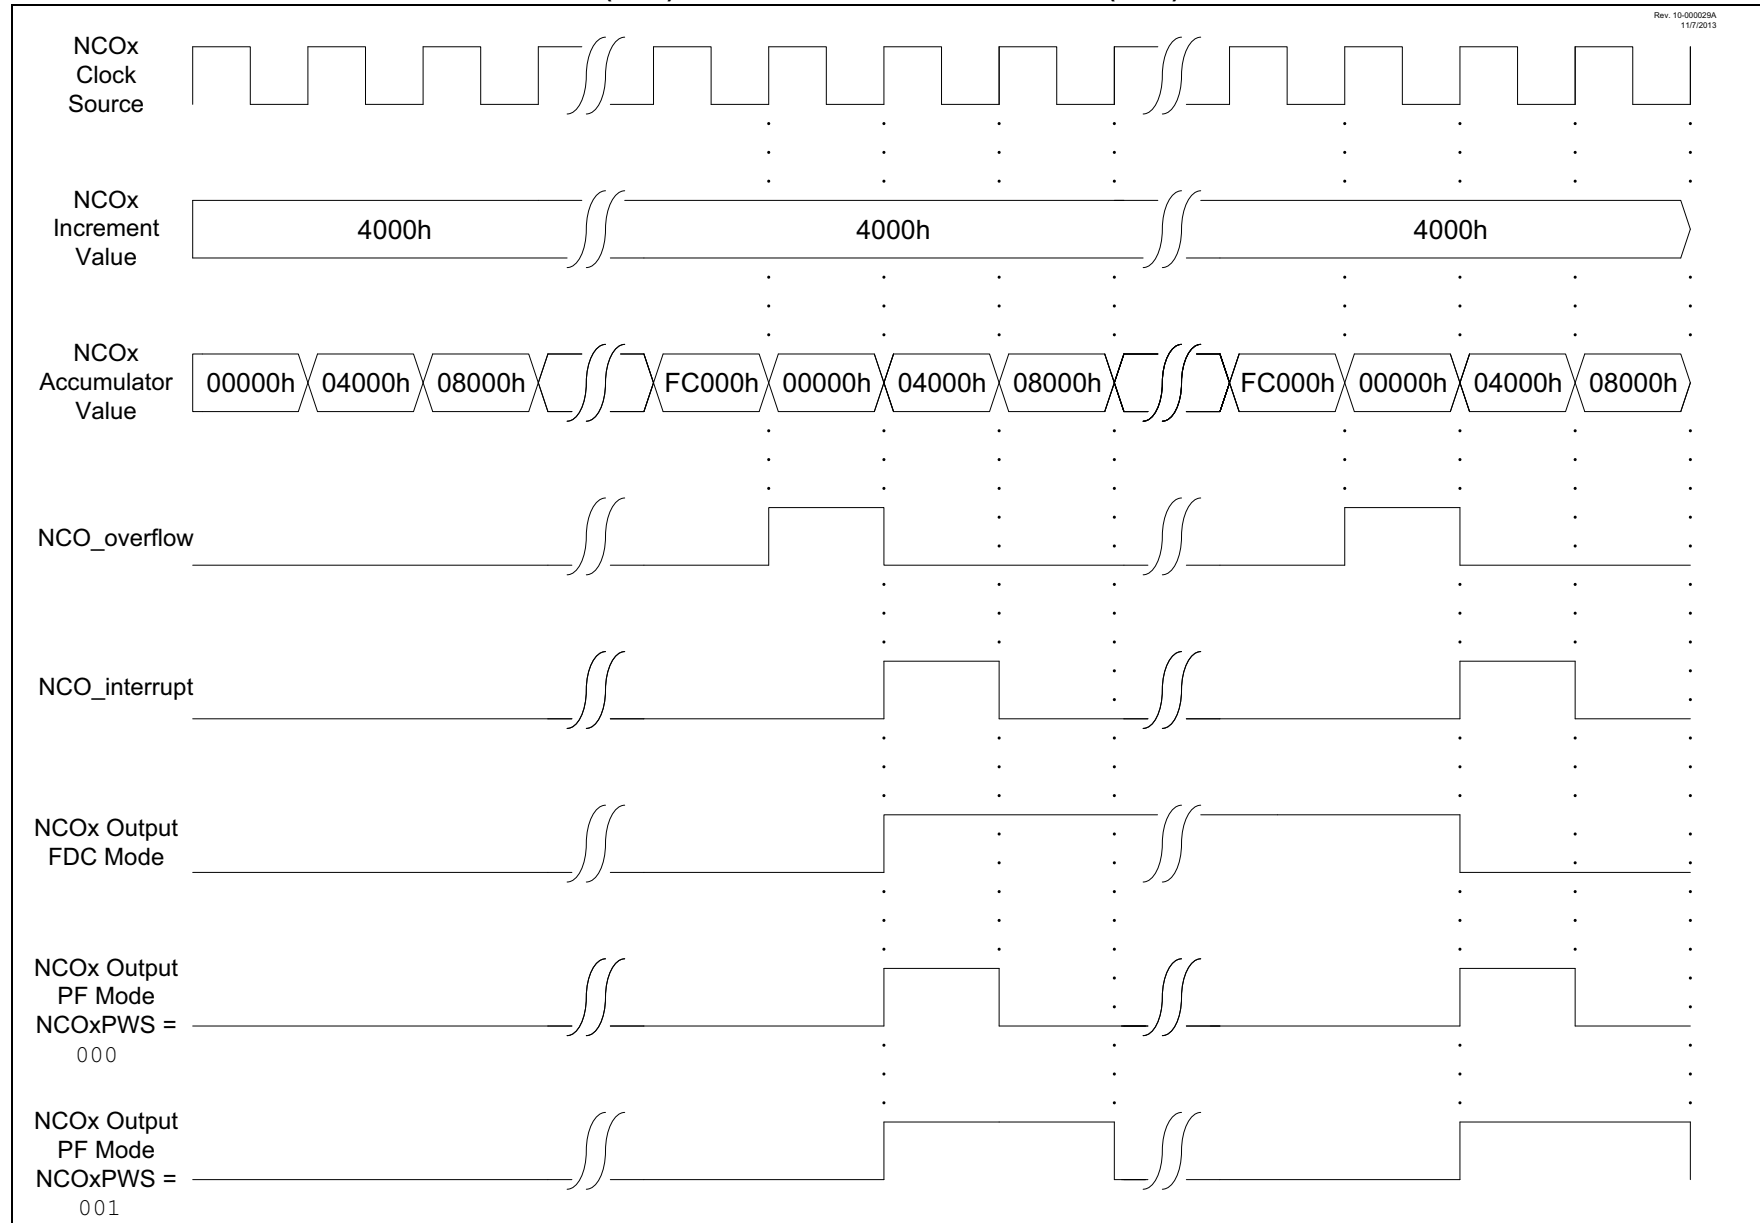 Rev. 10-000029A
11/7/2013
NCOx
Clock
Source
NCOx
Increment
Value
4000h 4000h 4000h
NCOx
Accumulator
Value
00000h 04000h 08000h FC000h 00000h 04000h 08000h FC000h 00000h 04000h 08000h
NCO_overflow
NCO_interrupt
NCOx Output
FDC Mode
NCOx Output
PF Mode
NCOxPWS =
000
NCOx Output
PF Mode
NCOxPWS =
001